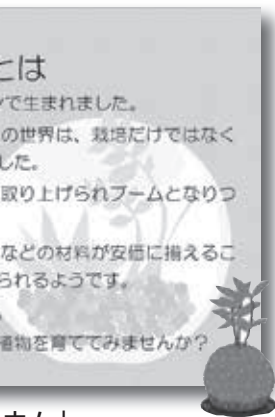 とは
ンで生まれました。
の世界は、栽培だけではなく
した。
取り上げられブームとなりつ
などの材料が安価に揃えるこ
られるようです。
植物を育ててみませんか？